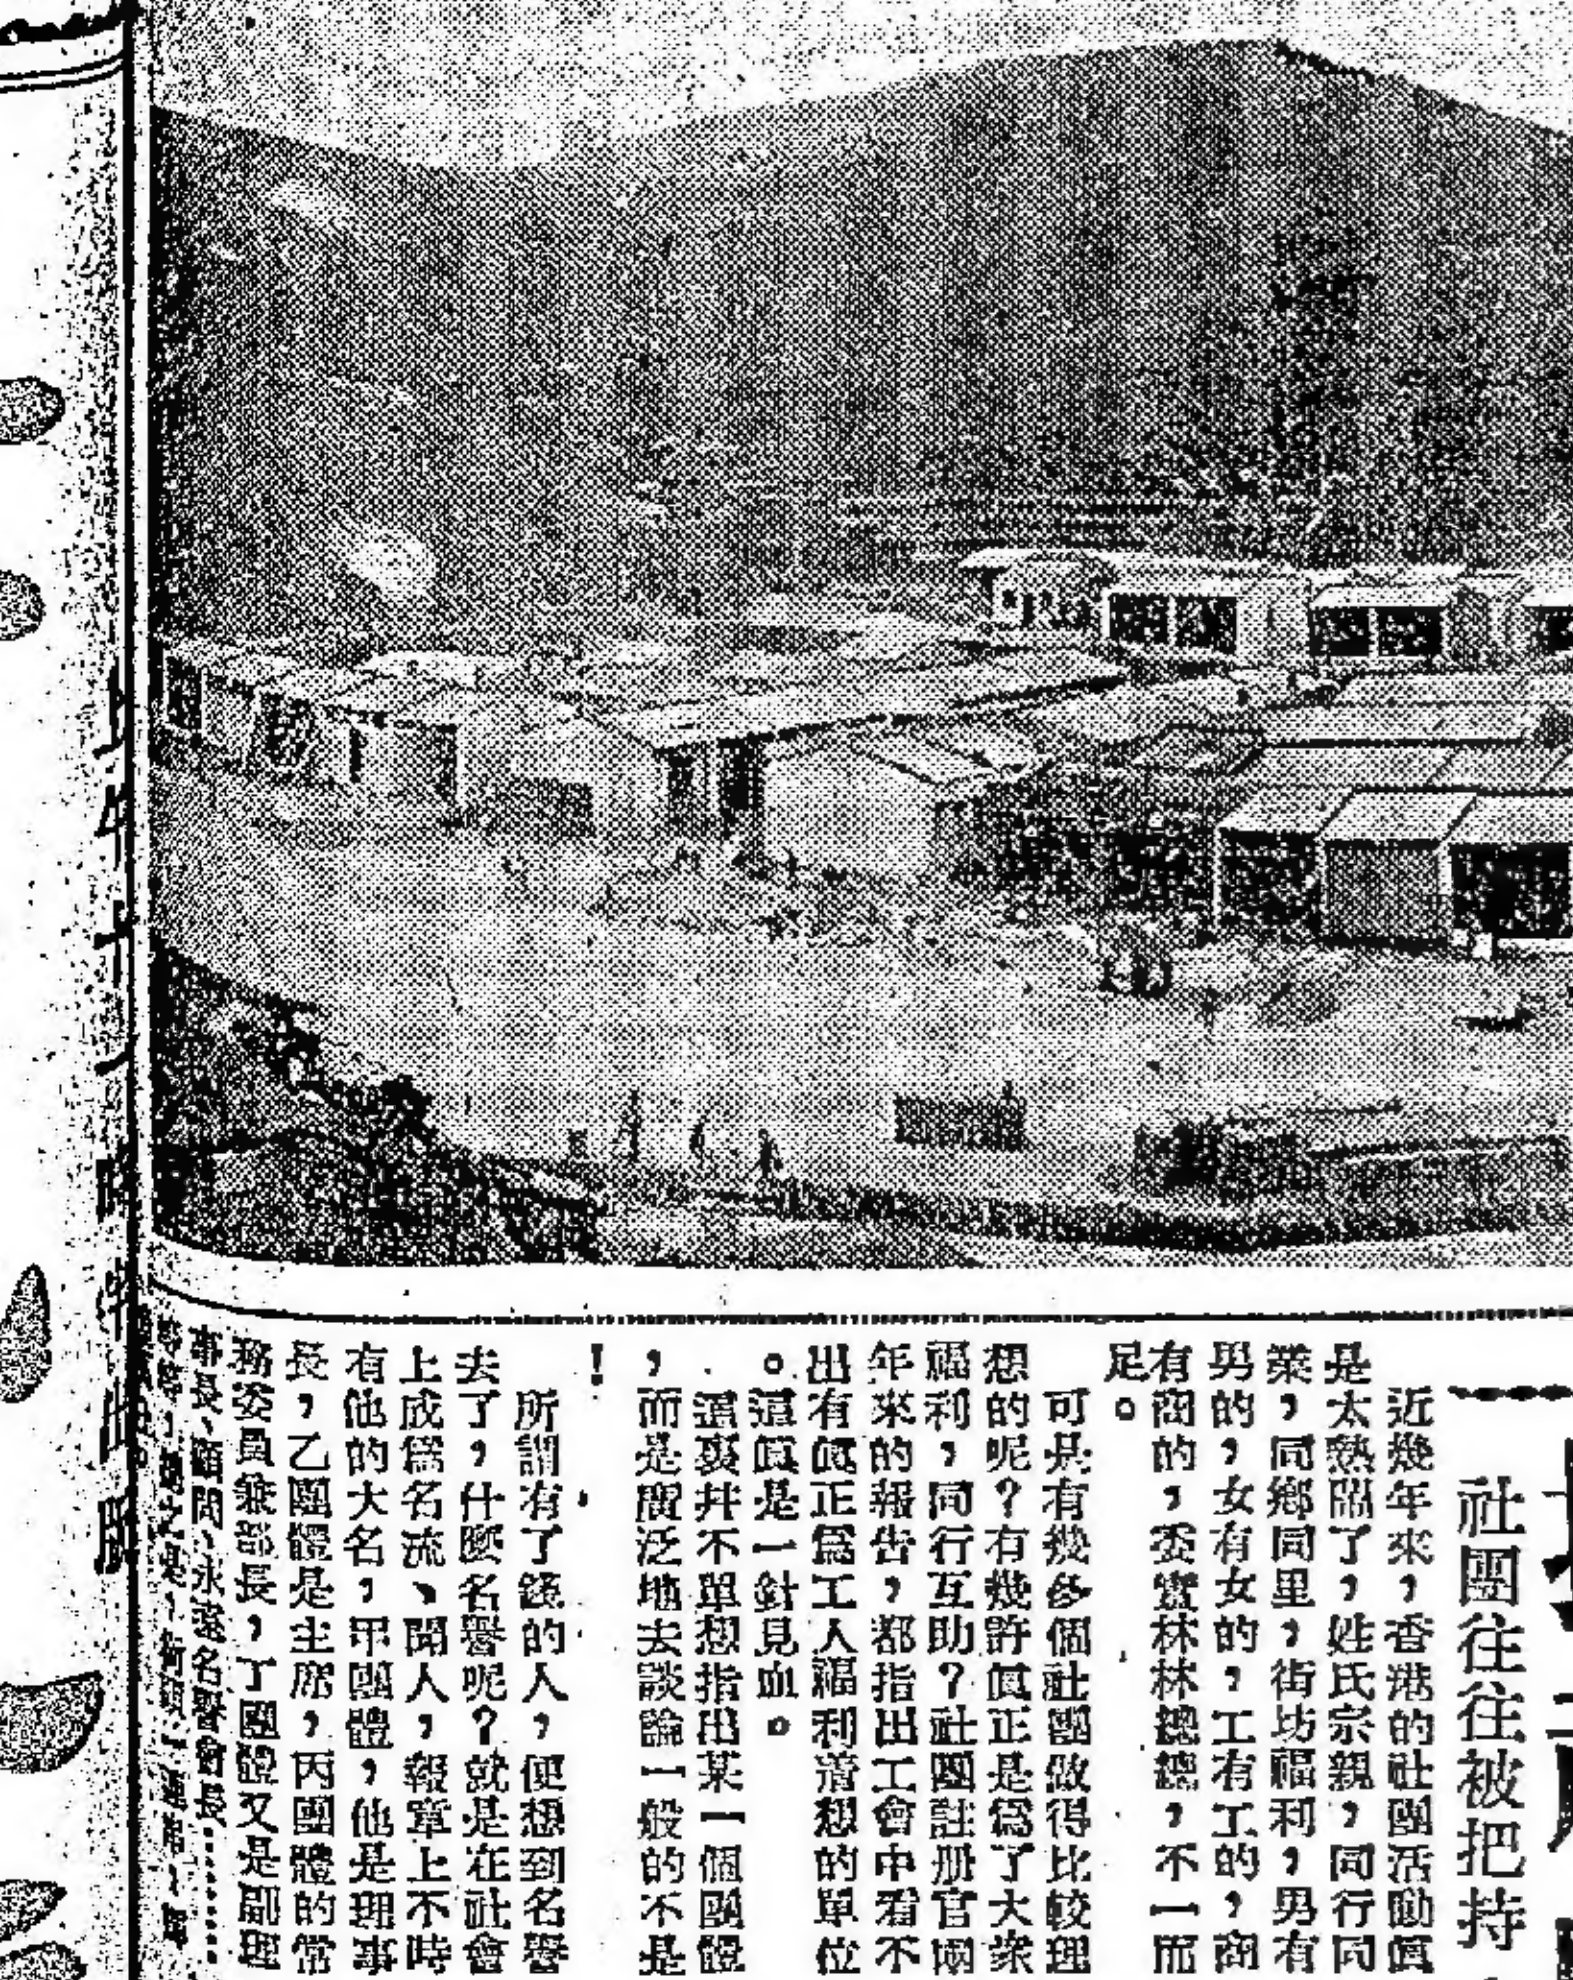 社團往往被把持
近幾年來，香港的社團活動眞
是太熱鬧了，姓氏宗親，同行同
業，同鄉同里，街坊福利，男有
男的，女有女的，工有工的，商
有商的，委實林林總總，不一而
足。
可是有幾多個社團做得比較理
想的呢？有幾許眞正是爲了大衆
福利，同行互助？社團註册官兩
年來的報告，都指出工會中看不
出有眞正爲工人福利着想的單位
。這眞是一針見血。
這裏幷不單想指出某一個團體
，而是廣泛地去談論一般的不是
！
所謂有了錢的人，便想到名譽
去了，什麼名譽呢？就是在社會
上成爲名流、聞人，報章上不時
有他的大名，甲團體，他是理事
長，乙團體是主席，丙團體的常
務委員兼部長，丁團體又是副理
事長、顧問、永遠名譽會長……